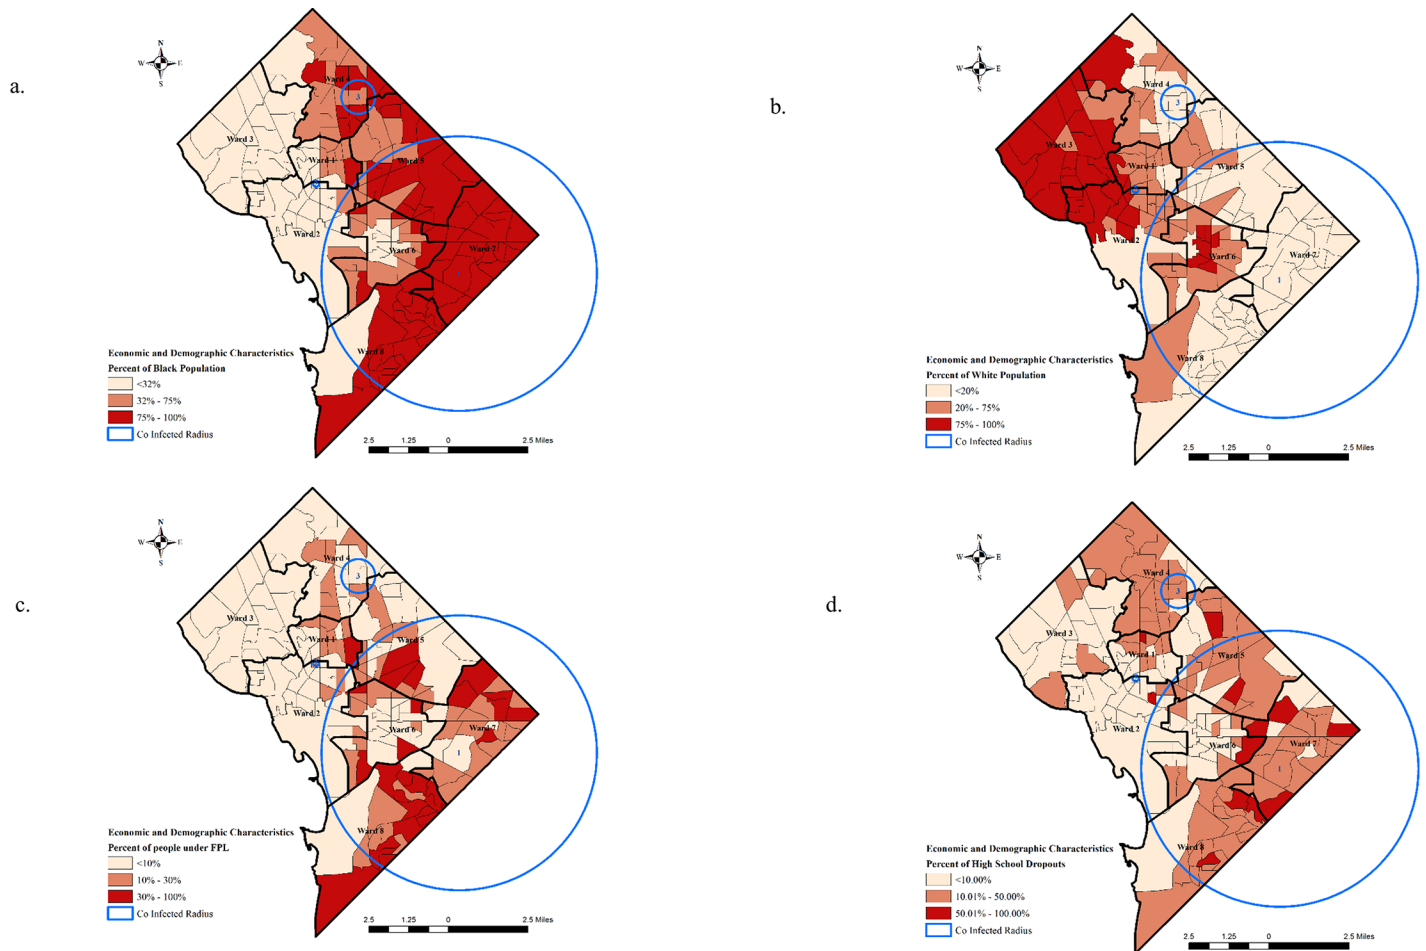 a.
N
W E
S
Ward 4
3
Ward 3
Ward 1
Ward 5
Ward 2
Ward 6
Ward 7
1
Ward 8
Economic and Demographic Characteristics
Percent of Black Population
<32%
32% - 75%
75% - 100%
Co Infected Radius
2.5 1.25 0 2.5 Miles
b.
N
W E
S
Ward 4
3
Ward 3
Ward 1
Ward 5
Ward 2
Ward 6
Ward 7
1
Ward 8
Economic and Demographic Characteristics
Percent of White Population
<20%
20% - 75%
75% - 100%
Co Infected Radius
2.5 1.25 0 2.5 Miles
c.
N
W E
S
Ward 4
3
Ward 3
Ward 1
Ward 5
Ward 2
Ward 6
Ward 7
1
Ward 8
Economic and Demographic Characteristics
Percent of people under FPL
<10%
10% - 30%
30% - 100%
Co Infected Radius
2.5 1.25 0 2.5 Miles
d.
N
W E
S
Ward 4
3
Ward 3
Ward 1
Ward 5
Ward 2
Ward 6
Ward 7
1
Ward 8
Economic and Demographic Characteristics
Percent of High School Dropouts
<10.00%
10.01% - 50.00%
50.01% - 100.00%
Co Infected Radius
2.5 1.25 0 2.5 Miles